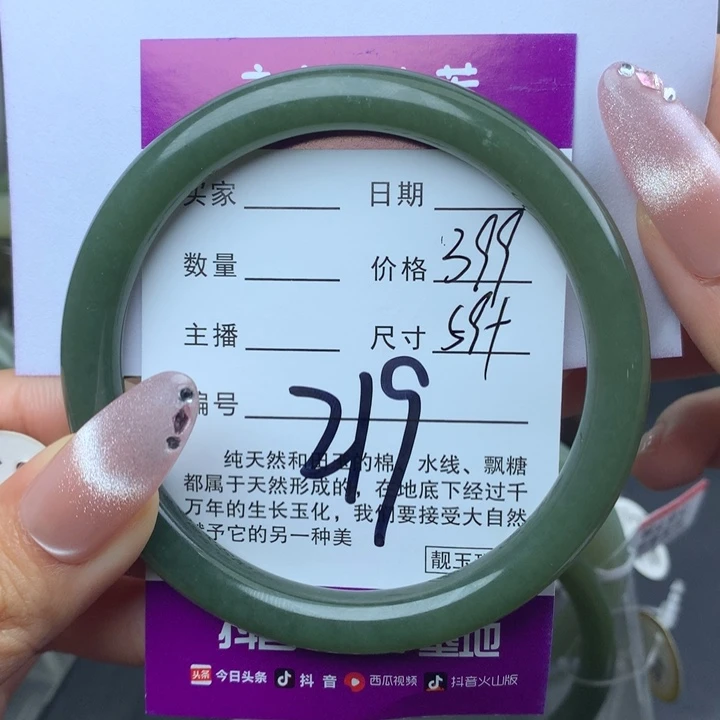 买家 日期
数量 价格 399
主播 尺寸 59+
编号 219
纯天然和田玉的棉、水线、飘糖
都属于天然形成的，在地底下经过千
万年的生长玉化，我们要接受大自然
赋予它的另一种美
靓玉
今日头条 抖音 西瓜视频 抖音火山版